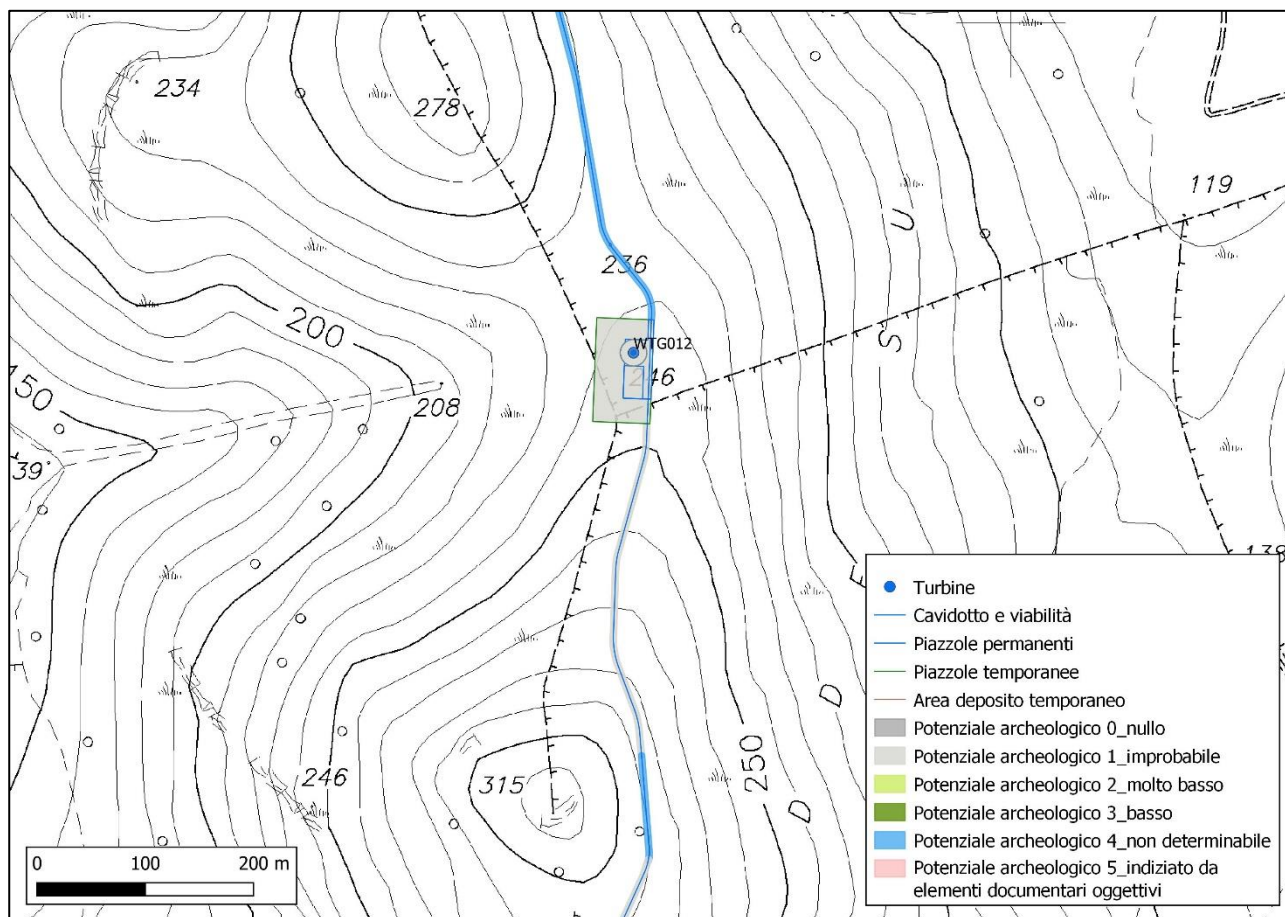 234
278
119
U
236
200
WTG012
S
246
150
208
39
138
E
D
250
D
246
315
0 100 200 m
Turbine
Cavidotto e viabilità
Piazzole permanenti
Piazzole temporanee
Area deposito temporaneo
Potenziale archeologico 0_nullo
Potenziale archeologico 1_improbabile
Potenziale archeologico 2_molto basso
Potenziale archeologico 3_basso
Potenziale archeologico 4_non determinabile
Potenziale archeologico 5_indiziato da
elementi documentari oggettivi